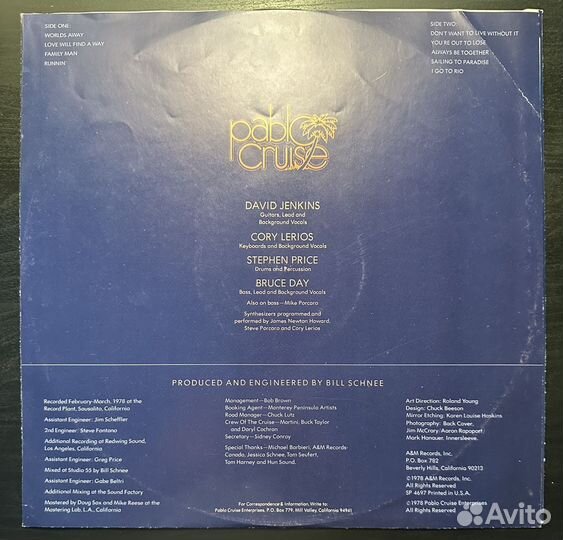 SIDE ONE:
WORLDS AWAY
LOVE WILL FIND A WAY
FAMILY MAN
RUNNIN'
SIDE TWO:
DON'T WANT TO LIVE WITHOUT IT
YOU'RE OUT TO LOSE
ALWAYS BE TOGETHER
SAILING TO PARADISE
I GO TO RIO
pablo
cruise
DAVID JENKINS
Guitars, Lead and
Background Vocals
CORY LERIOS
Keyboards and Background Vocals
STEPHEN PRICE
Drums and Percussion
BRUCE DAY
Bass, Lead and Background Vocals
Also on bass—Mike Porcaro
Synthesizers programmed and
performed by James Newton Howard,
Steve Porcaro and Cory Lerios
PRODUCED AND ENGINEERED BY BILL SCHNEE
Recorded February-March, 1978 at the
Record Plant, Sausalito, California
Assistant Engineer: Jim Scheffler
2nd Engineer: Steve Fontano
Additional Recording at Redwing Sound,
Los Angeles, California
Assistant Engineer: Greg Price
Mixed at Studio 55 by Bill Schnee
Assistant Engineer: Gabe Beltri
Additional Mixing at the Sound Factory
Mastered by Doug Sax and Mike Reese at the
Mastering Lab, L.A., California
Management—Bob Brown
Booking Agent—Monterey Peninsula Artists
Road Manager—Chuck Lutz
Crew Of The Cruise—Martini, Buck Taylor
and Daryl Cochran
Secretary—Sidney Conroy
Special Thanks—Michael Barbieri, A&M Records
Canada, Jessica Schnee, Tom Seufert,
Tom Harney and Hun Sound.
For Correspondence & Information, Write to:
Pablo Cruise Enterprises, P.O. Box 779, Mill Valley, California 94941
Art Direction: Roland Young
Design: Chuck Beeson
Mirror Etching: Karen Louise Hoskins
Photography: Back Cover,
Jim McCrary; Aaron Rapoport;
Mark Hanauer, Innersleeve.
A&M Records, Inc.
P.O. Box 782
Beverly Hills, California 90213
©1978 A&M Records, Inc.
All Rights Reserved
SP 4697 Printed in U.S.A.
©1978 Pablo Cruise Enterprises
All Rights Reserved
Avito